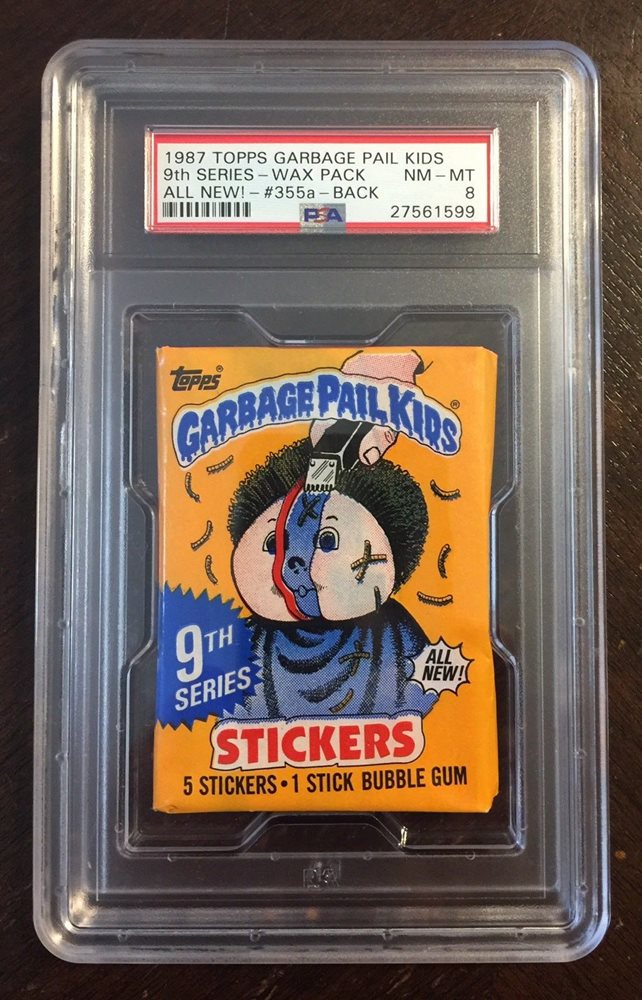 1987 TOPPS GARBAGE PAIL KIDS
9th SERIES-WAX PACK NM-MT
ALL NEW!-#355a-BACK 8
PSA 27561599
topps®
GARBAGE PAIL KIDS®
9TH
SERIES
ALL
NEW!
STICKERS
5 STICKERS•1 STICK BUBBLE GUM